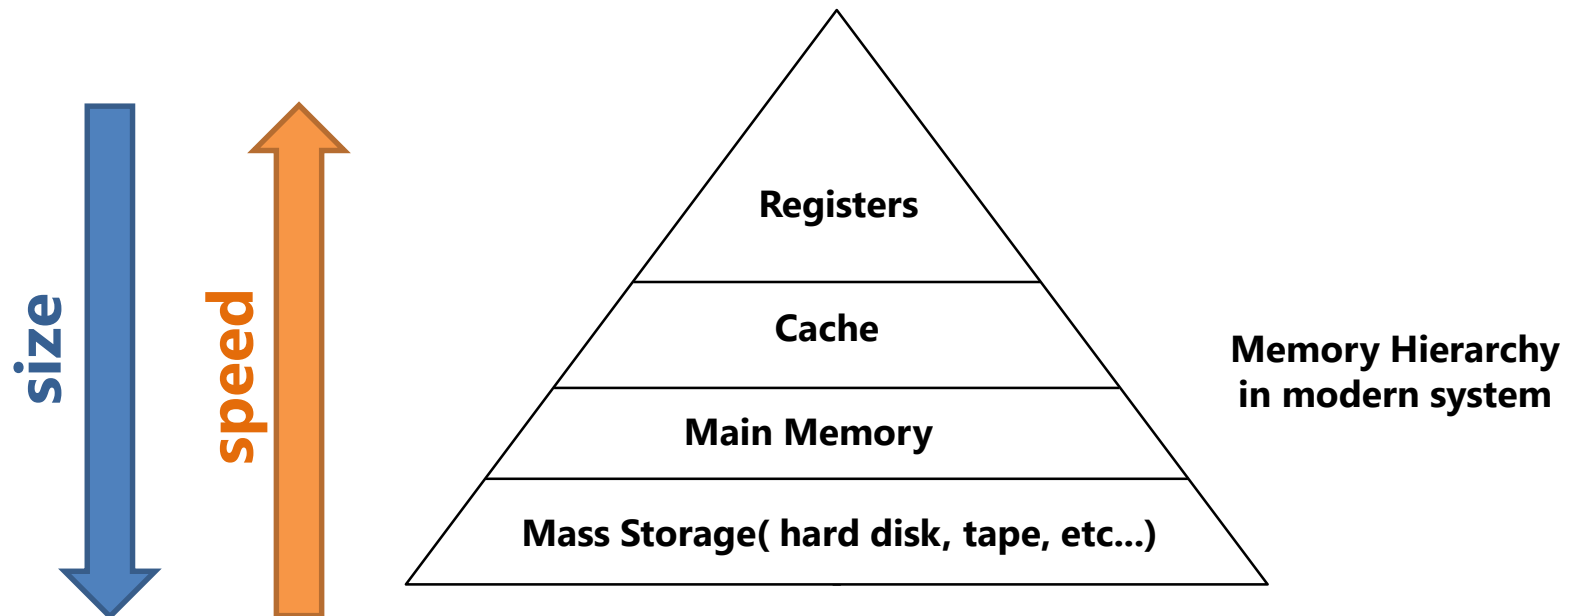 size
speed
Registers
Cache
Main Memory
Mass Storage( hard disk, tape, etc...)
Memory Hierarchy
in modern system